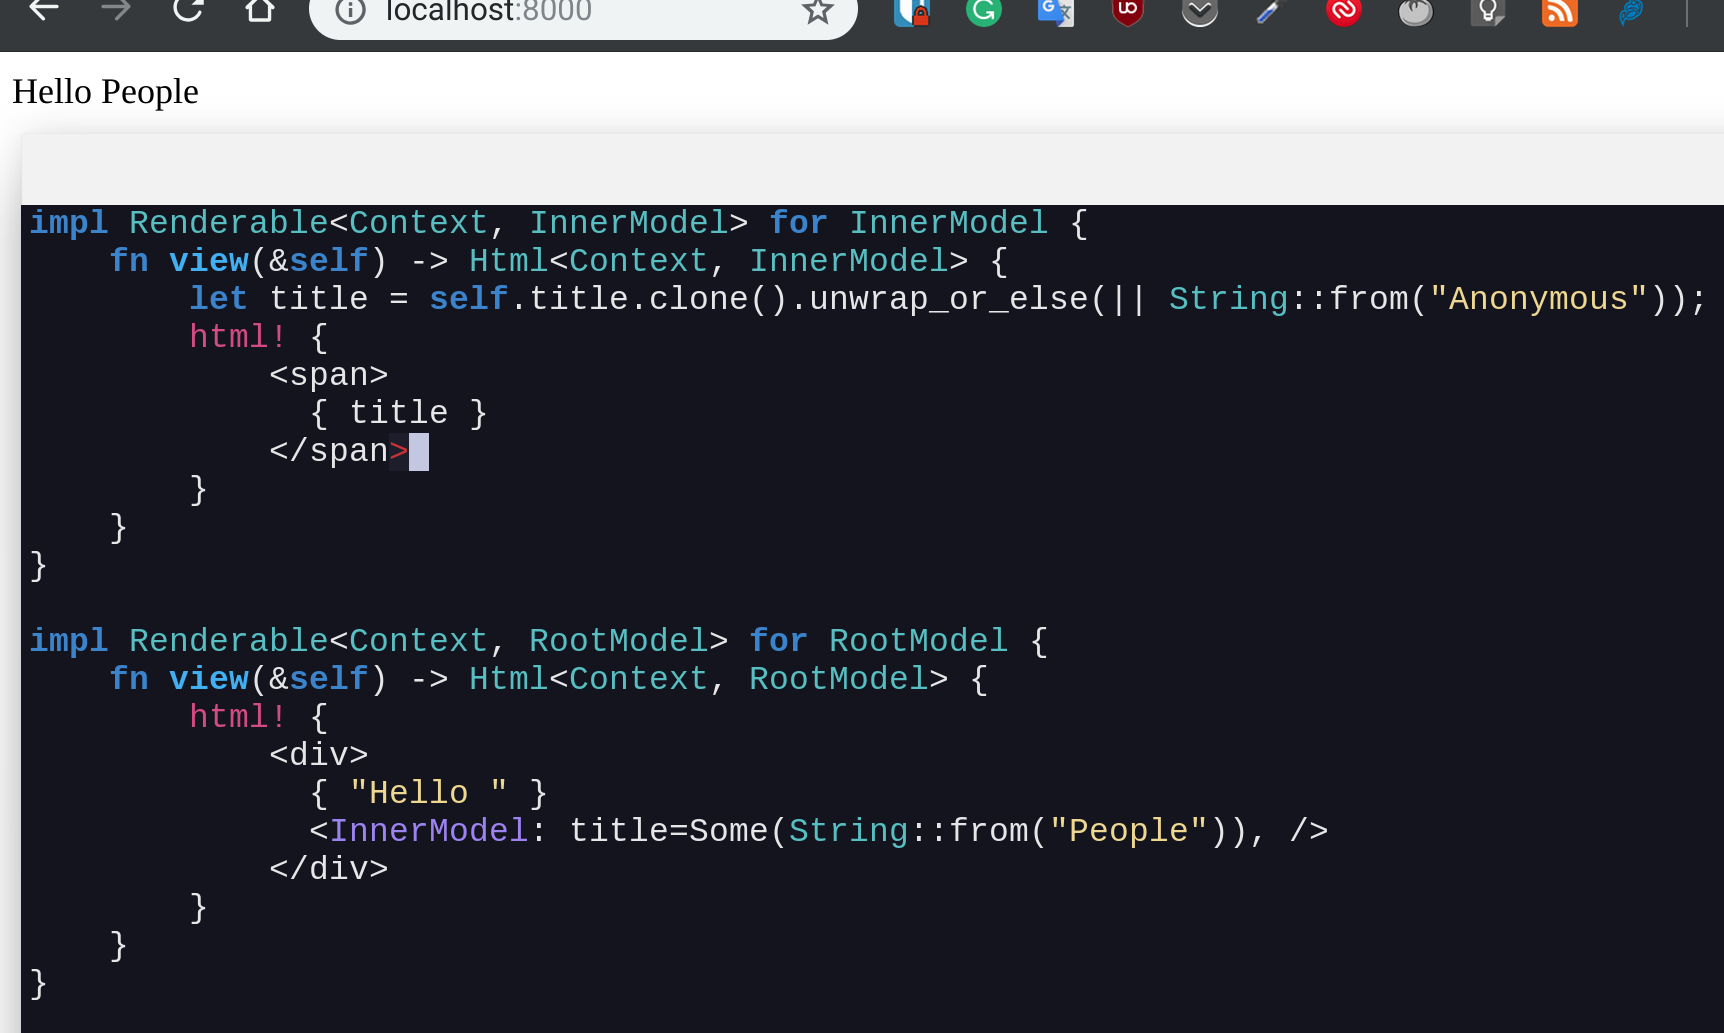 localhost:8000
Hello People
impl Renderable<Context, InnerModel> for InnerModel {
    fn view(&self) -> Html<Context, InnerModel> {
        let title = self.title.clone().unwrap_or_else(|| String::from("Anonymous"));
        html! {
            <span>
              { title }
            </span>
        }
    }
}
impl Renderable<Context, RootModel> for RootModel {
    fn view(&self) -> Html<Context, RootModel> {
        html! {
            <div>
              { "Hello " }
              <InnerModel: title=Some(String::from("People")), />
            </div>
        }
    }
}